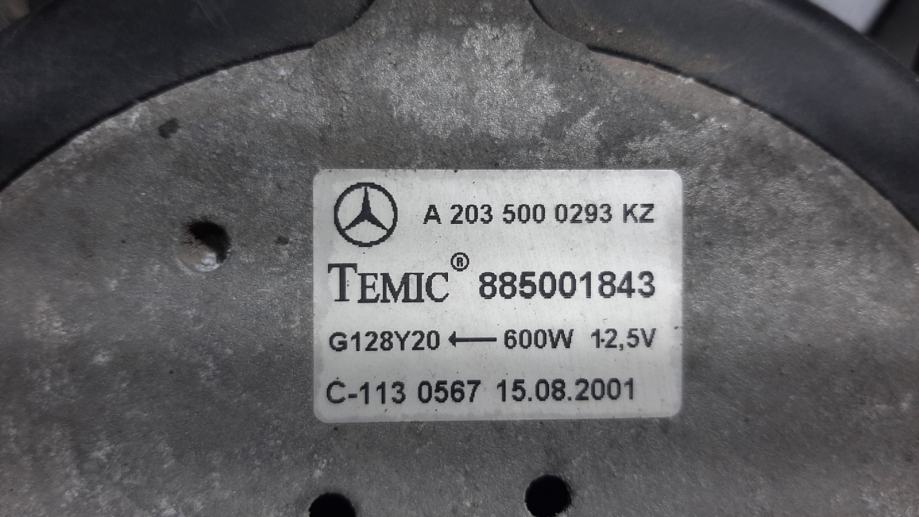 A 203 500 0293 KZ
TEMIC® 885001843
G128Y20 ← 600W 12,5V
C-113 0567 15.08.2001